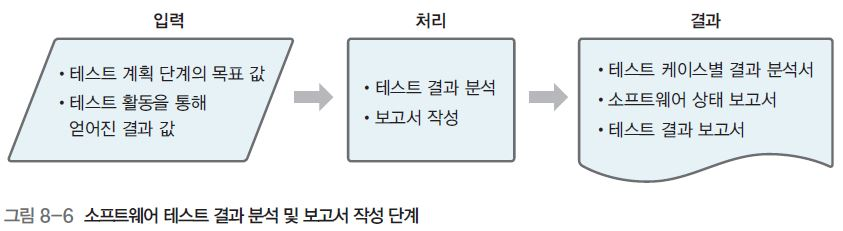 입력
• 테스트 계획 단계의 목표 값
• 테스트 활동을 통해
얻어진 결과 값
처리
• 테스트 결과 분석
• 보고서 작성
결과
• 테스트 케이스별 결과 분석서
• 소프트웨어 상태 보고서
• 테스트 결과 보고서
그림 8-6 소프트웨어 테스트 결과 분석 및 보고서 작성 단계